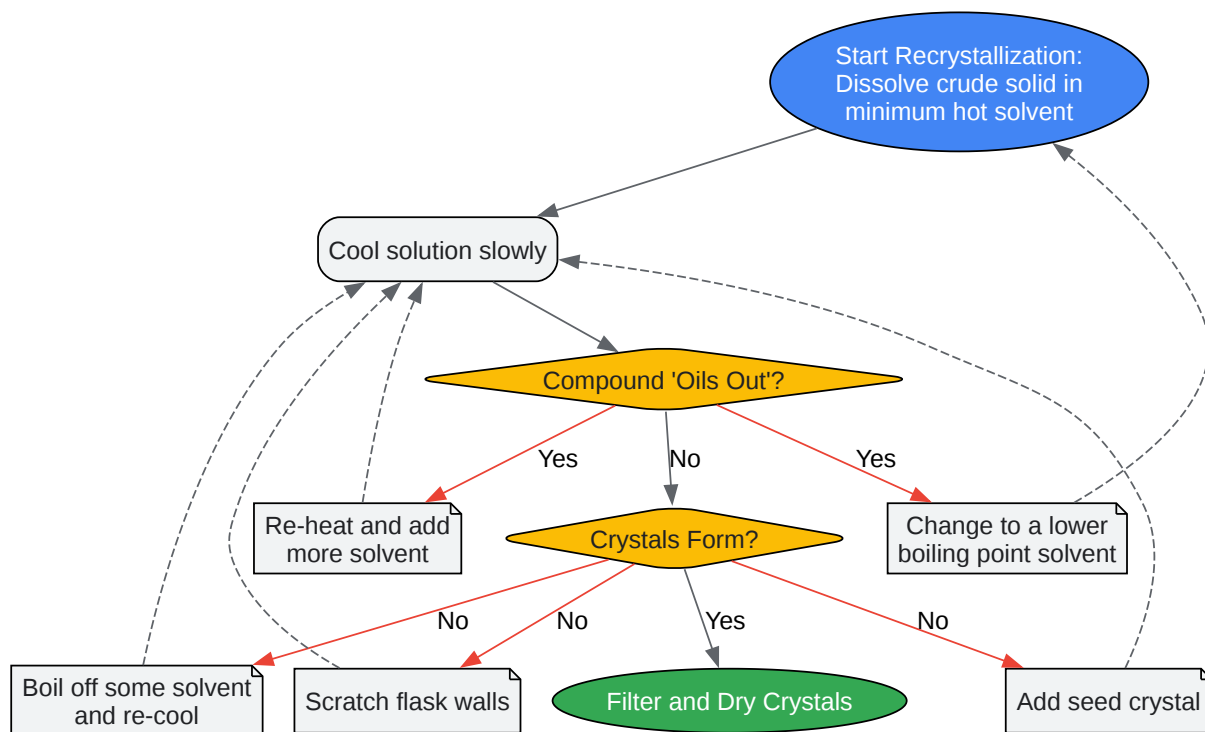 Start Recrystallization:
Dissolve crude solid in
minimum hot solvent
Cool solution slowly
Compound 'Oils Out'?
Yes
No
Yes
Re-heat and add
more solvent
Crystals Form?
Change to a lower
boiling point solvent
No
No
Yes
No
Boil off some solvent
and re-cool
Scratch flask walls
Filter and Dry Crystals
Add seed crystal